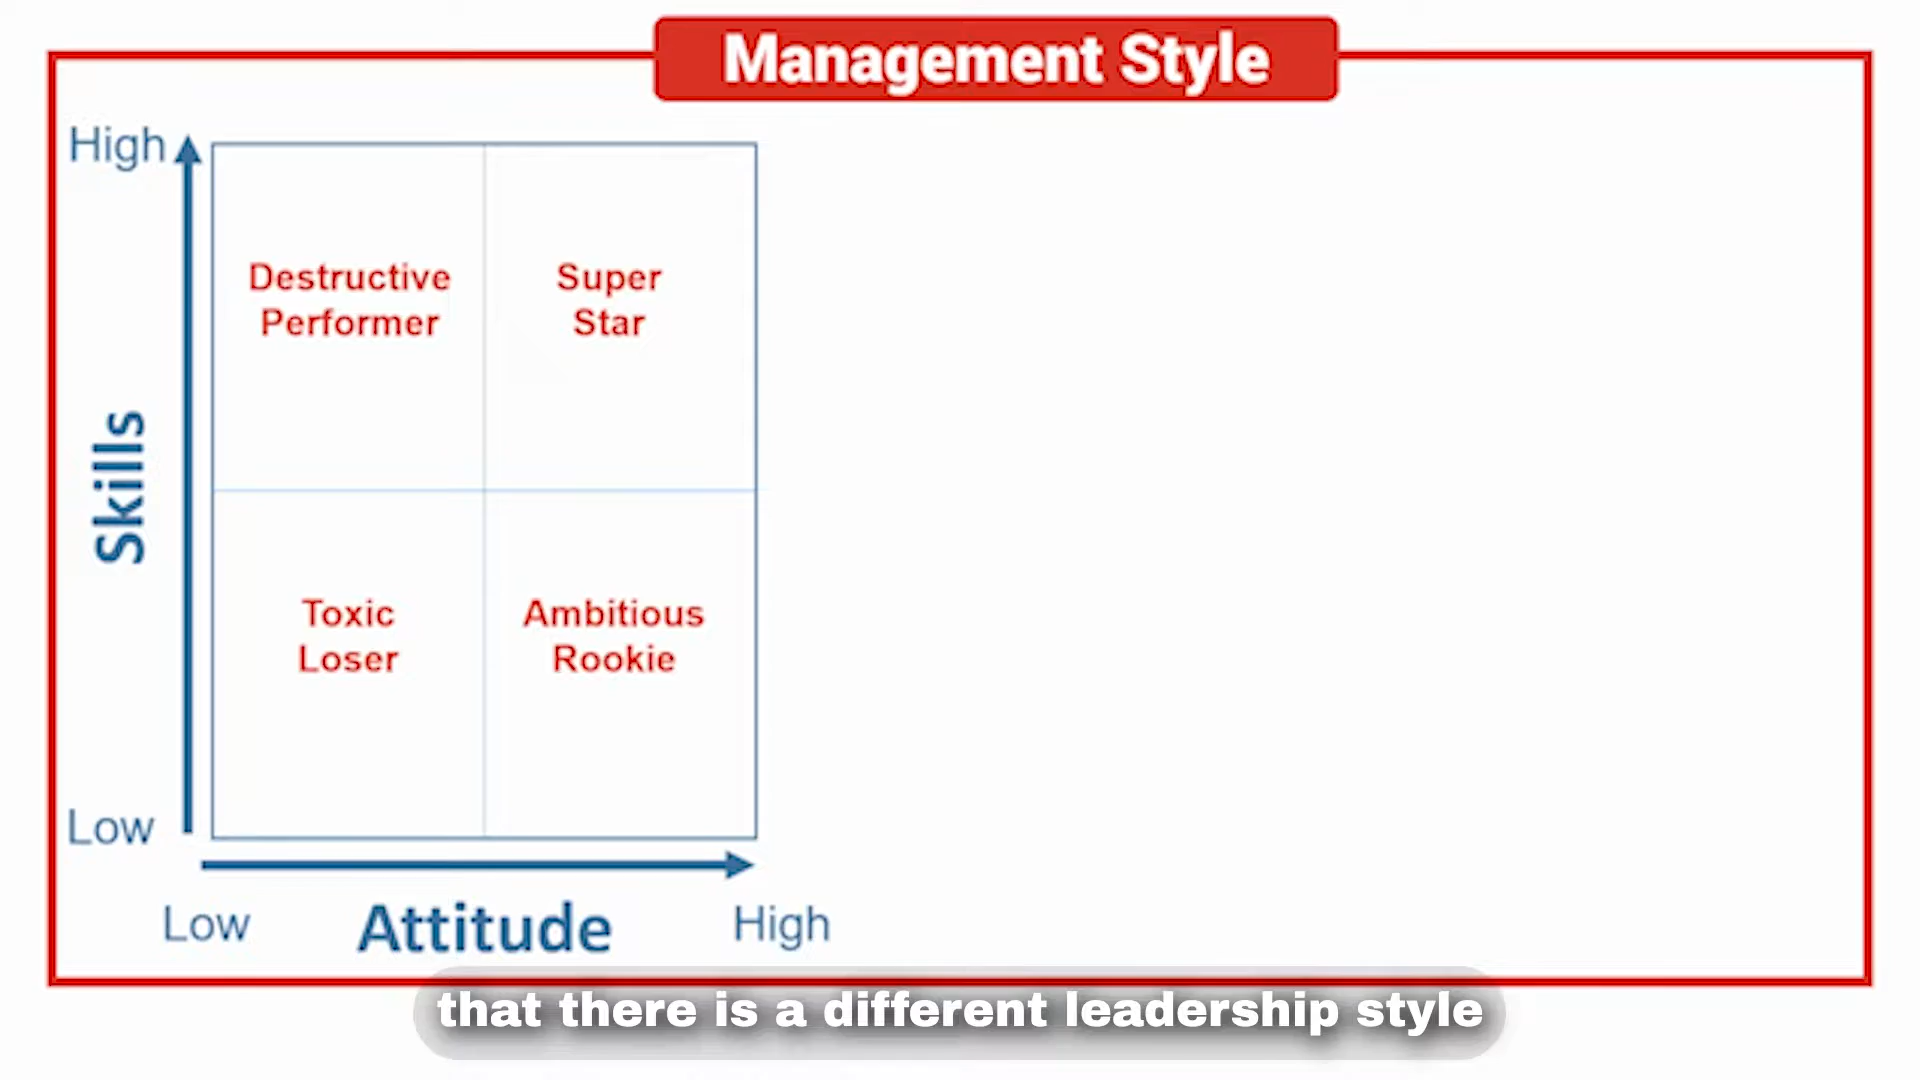 Management Style
High
Destructive
Performer
Super
Star
Skills
Toxic
Loser
Ambitious
Rookie
Low
Low
Attitude
High
that there is a different leadership style